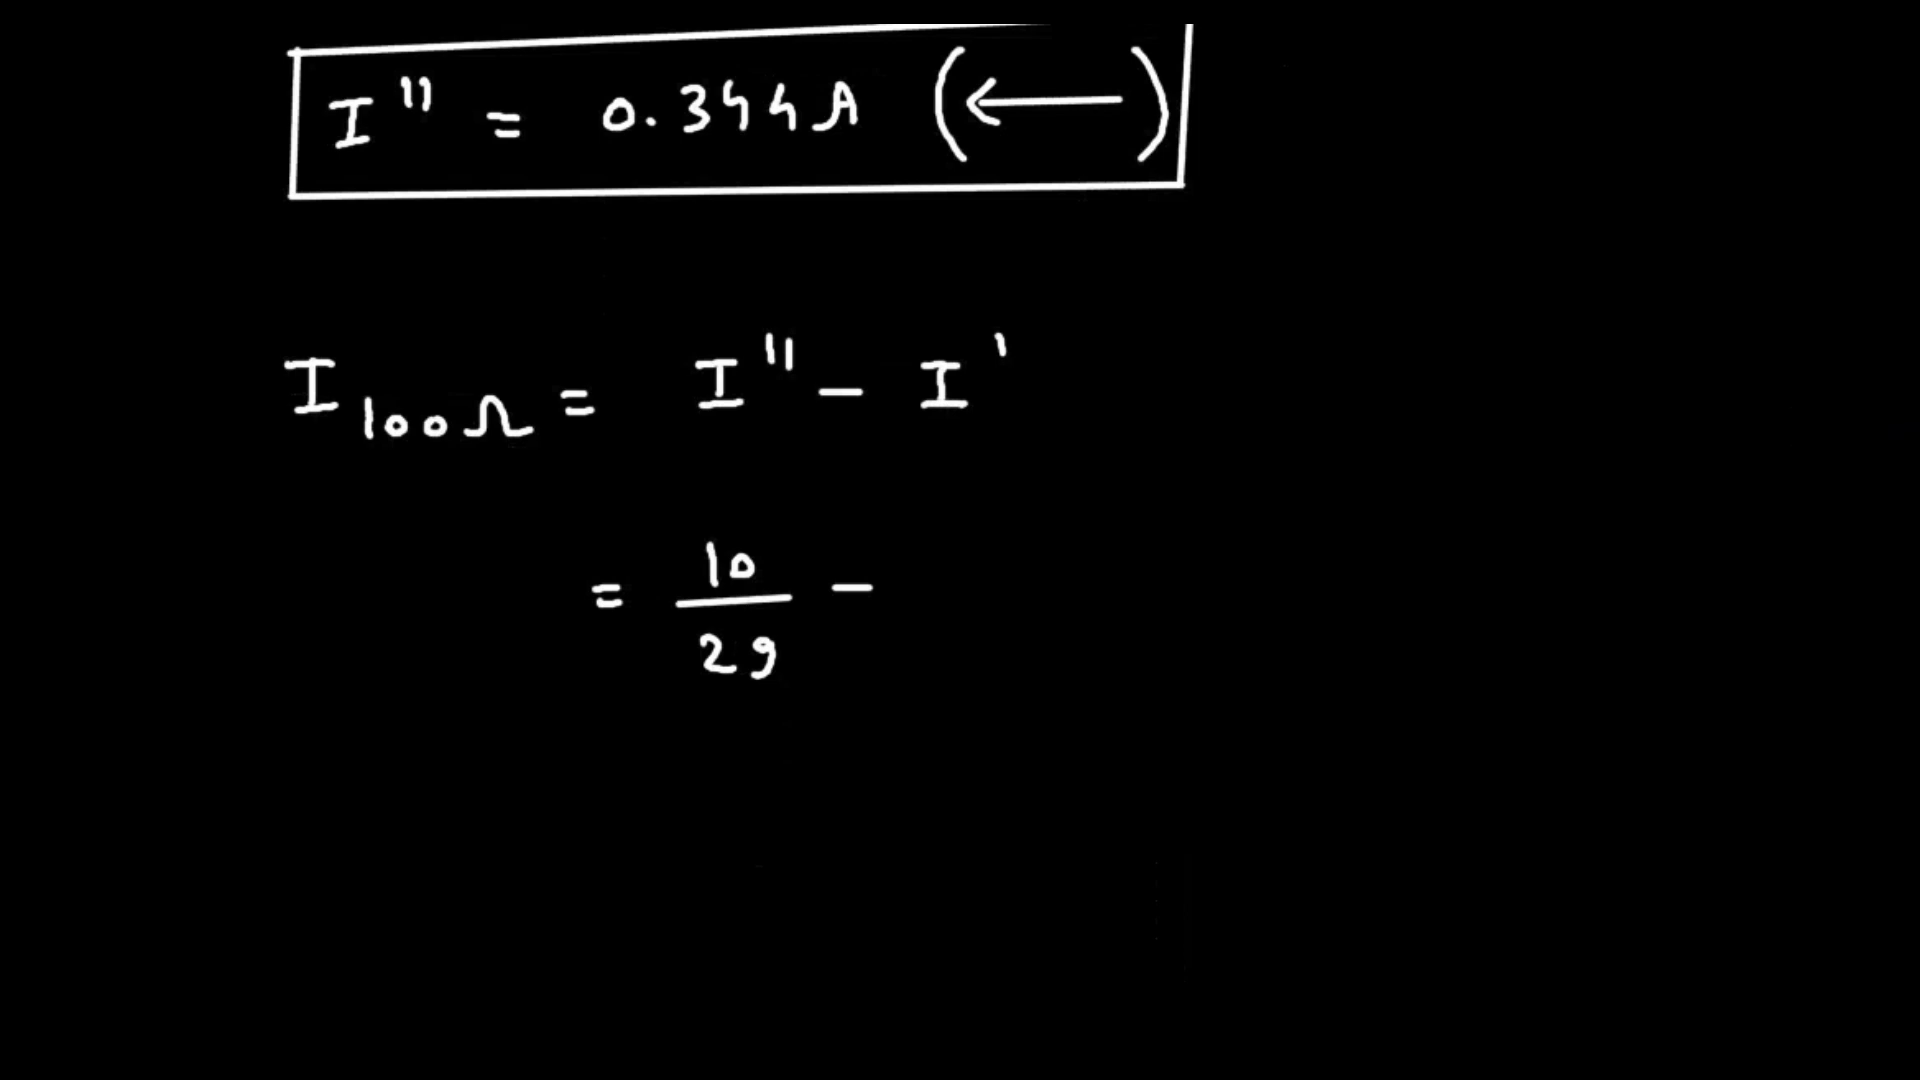 I'' = 0.344A (←)
I₁₀₀Ω = I'' - I'
= 10/29 -